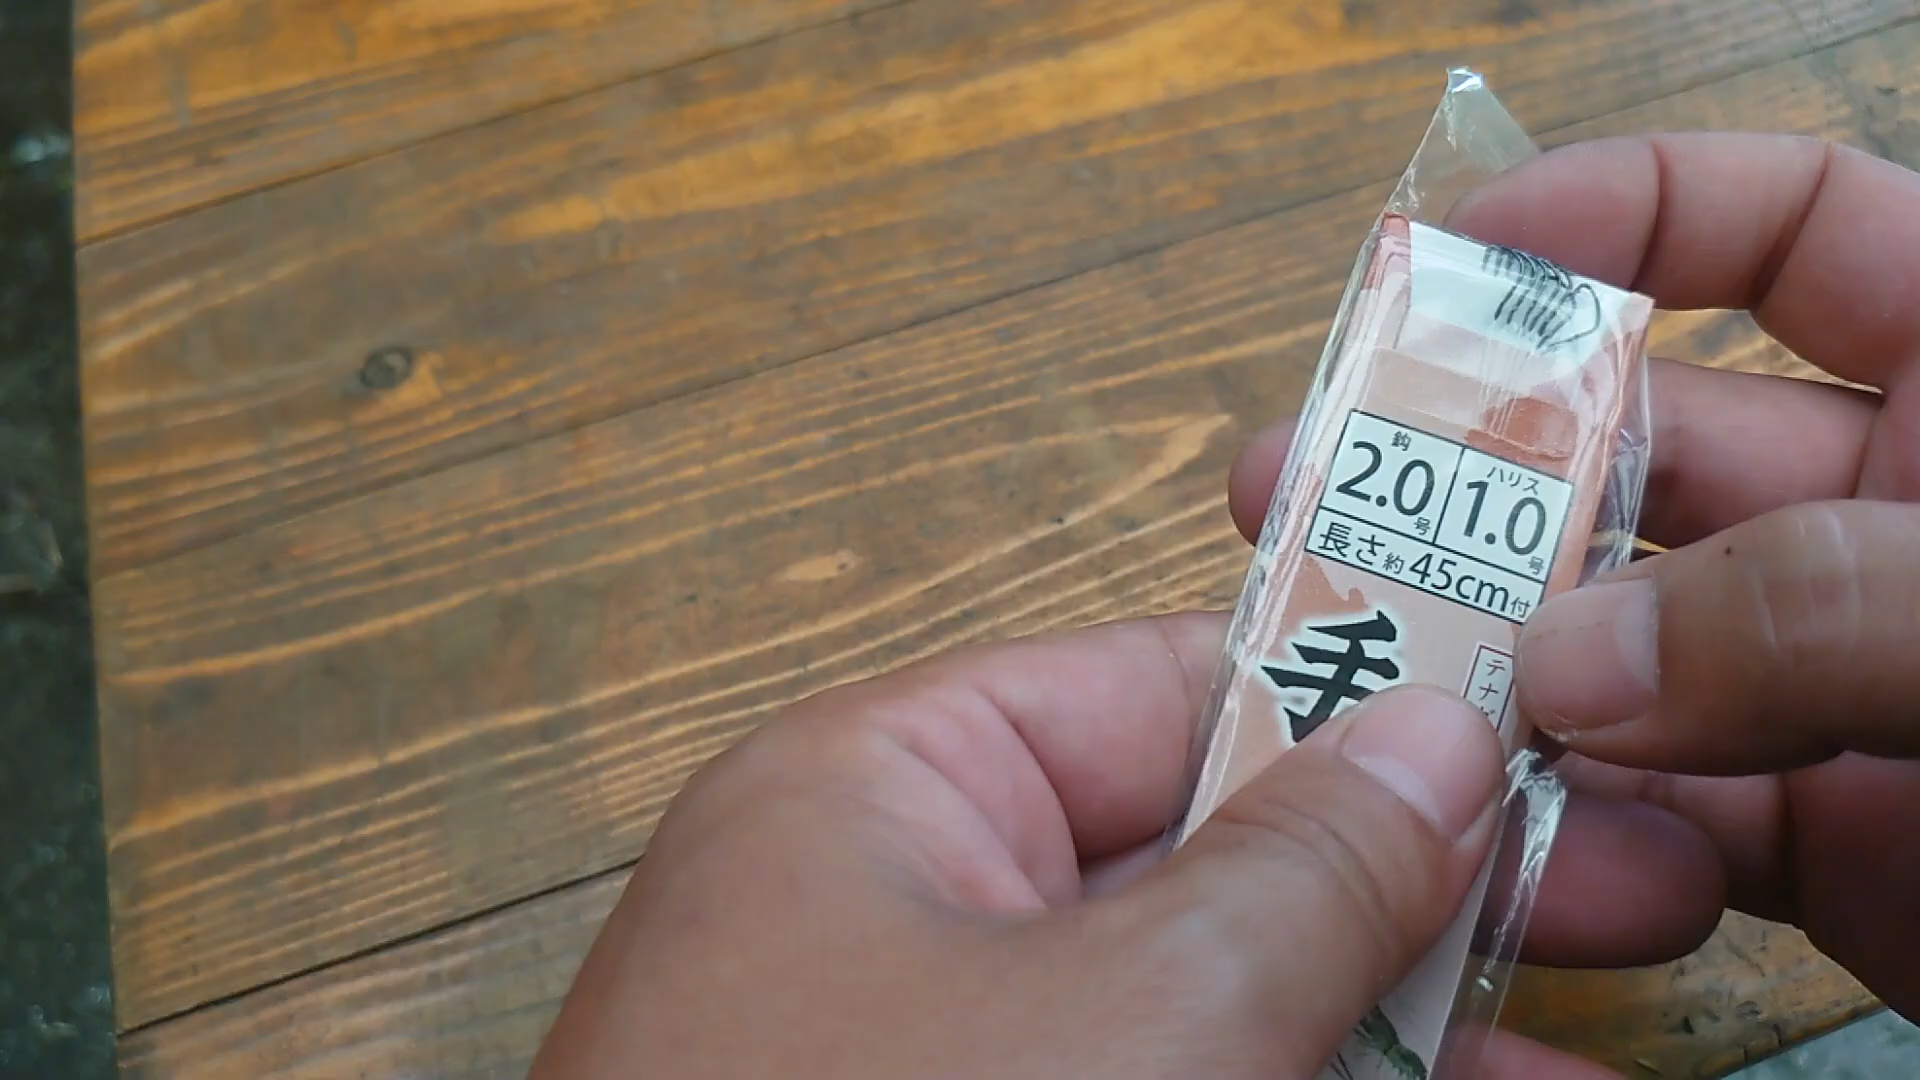 鈎 2.0号
ハリス 1.0号
長さ約45cm付
手
テナ